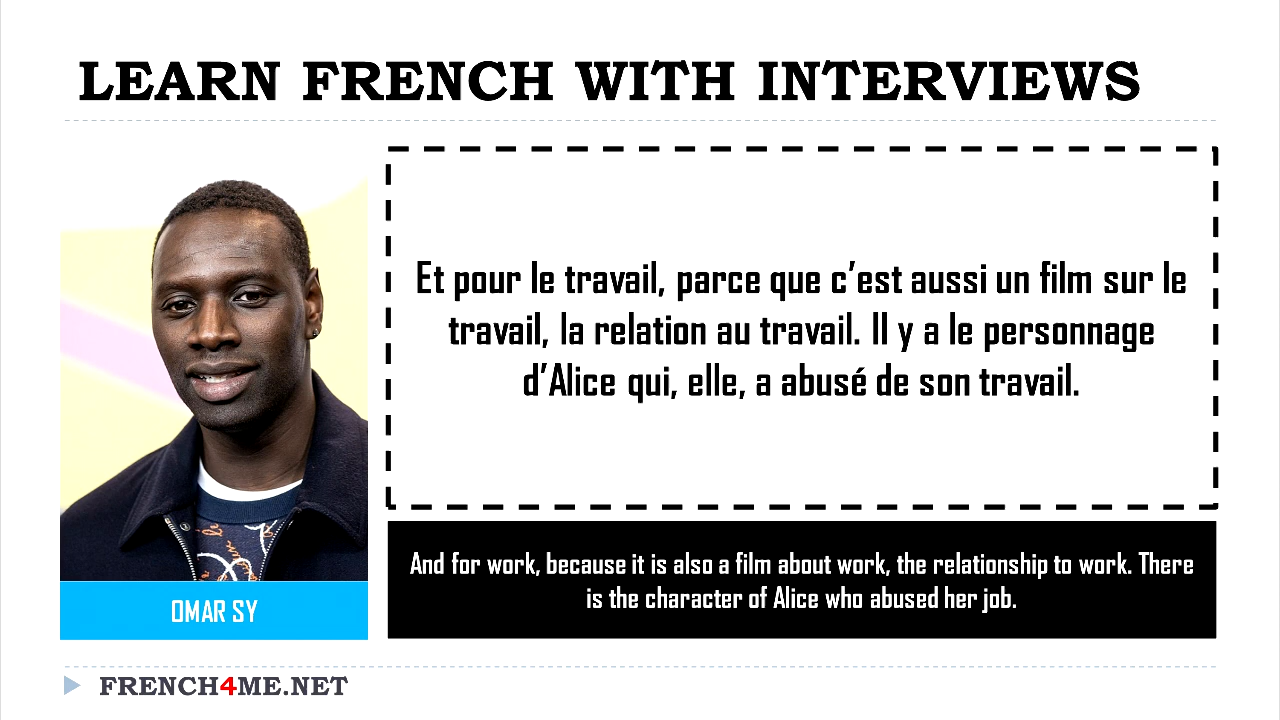 LEARN FRENCH WITH INTERVIEWS
Et pour le travail, parce que c’est aussi un film sur le
travail, la relation au travail. Il y a le personnage
d’Alice qui, elle, a abusé de son travail.
And for work, because it is also a film about work, the relationship to work. There
is the character of Alice who abused her job.
OMAR SY
FRENCH4ME.NET